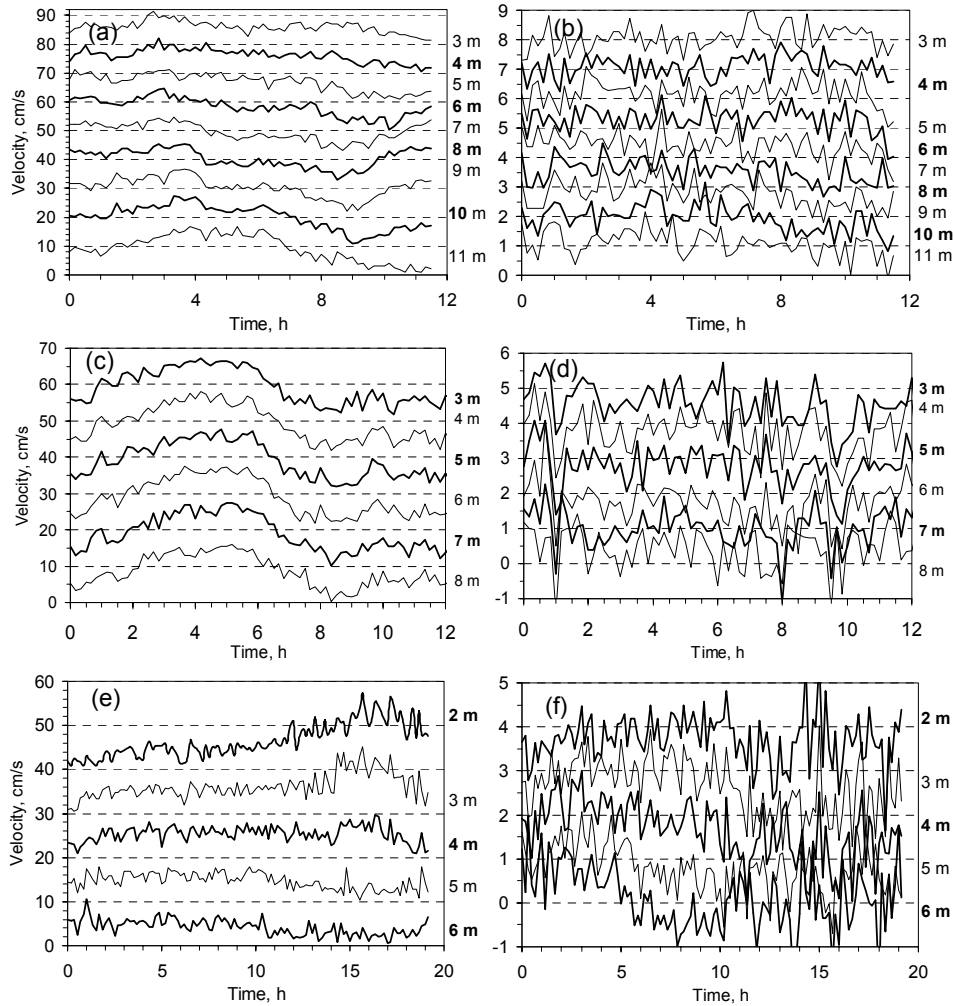 (a)
Velocity, cm/s
90
80
70
60
50
40
30
20
10
0
3 m
4 m
5 m
6 m
7 m
8 m
9 m
10 m
11 m
0 4 8 12
Time, h
(b)
9
8
7
6
5
4
3
2
1
0
3 m
4 m
5 m
6 m
7 m
8 m
9 m
10 m
11 m
0 4 8 12
Time, h
(c)
Velocity, cm/s
70
60
50
40
30
20
10
0
3 m
4 m
5 m
6 m
7 m
8 m
0 2 4 6 8 10 12
Time, h
(d)
6
5
4
3
2
1
0
-1
3 m
4 m
5 m
6 m
7 m
8 m
0 2 4 6 8 10 12
Time, h
(e)
Velocity, cm/s
60
50
40
30
20
10
0
2 m
3 m
4 m
5 m
6 m
0 5 10 15 20
Time, h
(f)
5
4
3
2
1
0
-1
2 m
3 m
4 m
5 m
6 m
0 5 10 15 20
Time, h